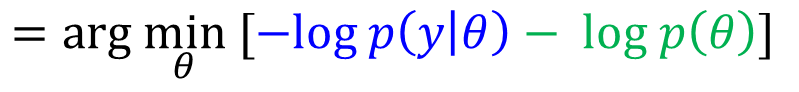 = arg min [−log p(y|θ) − log p(θ)]
θ